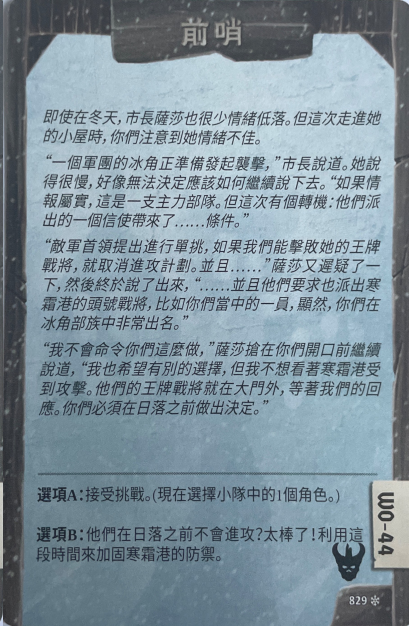 前哨
即使在冬天，市長薩莎也很少情緒低落。但這次走進她
的小屋時，你們注意到她情緒不佳。
“一個軍團的冰角正準備發起襲擊，”市長說道。她說
得很慢，好像無法決定應該如何繼續說下去。“如果情
報屬實，這是一支主力部隊。但這次有個轉機：他們派
出的一個信使帶來了……條件。”
“敵軍首領提出進行單挑，如果我們能擊敗她的王牌
戰將，就取消進攻計劃。並且……”薩莎又遲疑了一
下，然後終於說了出來，“……並且他們要求也派出寒
霜港的頭號戰將，比如你們當中的一員，顯然，你們在
冰角部族中非常出名。”
“我不會命令你們這麼做，”薩莎搶在你們開口前繼續
說道，“我也希望有別的選擇，但我不想看著寒霜港受
到攻擊。他們的王牌戰將就在大門外，等著我們的回
應。你們必須在日落之前做出決定。”
選項A：接受挑戰。(現在選擇小隊中的1個角色。)
選項B：他們在日落之前不會進攻?太棒了!利用這
段時間來加固寒霜港的防禦。
WO-44
829